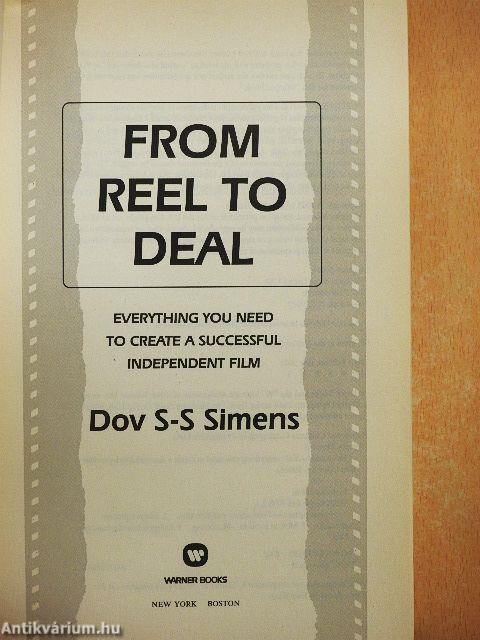 FROM
REEL TO
DEAL
EVERYTHING YOU NEED
TO CREATE A SUCCESSFUL
INDEPENDENT FILM
Dov S-S Simens
WARNER BOOKS
NEW YORK BOSTON
Antikvárium.hu